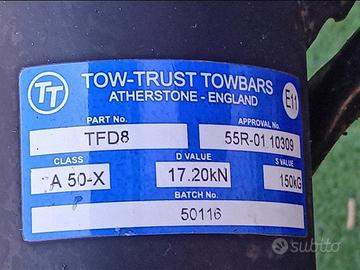 TT
TOW-TRUST TOWBARS
ATHERSTONE - ENGLAND
E11
PART No.
APPROVAL No.
TFD8
55R-01 10309
CLASS
D VALUE
S VALUE
A 50-X
17.20kN
150kG
BATCH No.
50116
subito